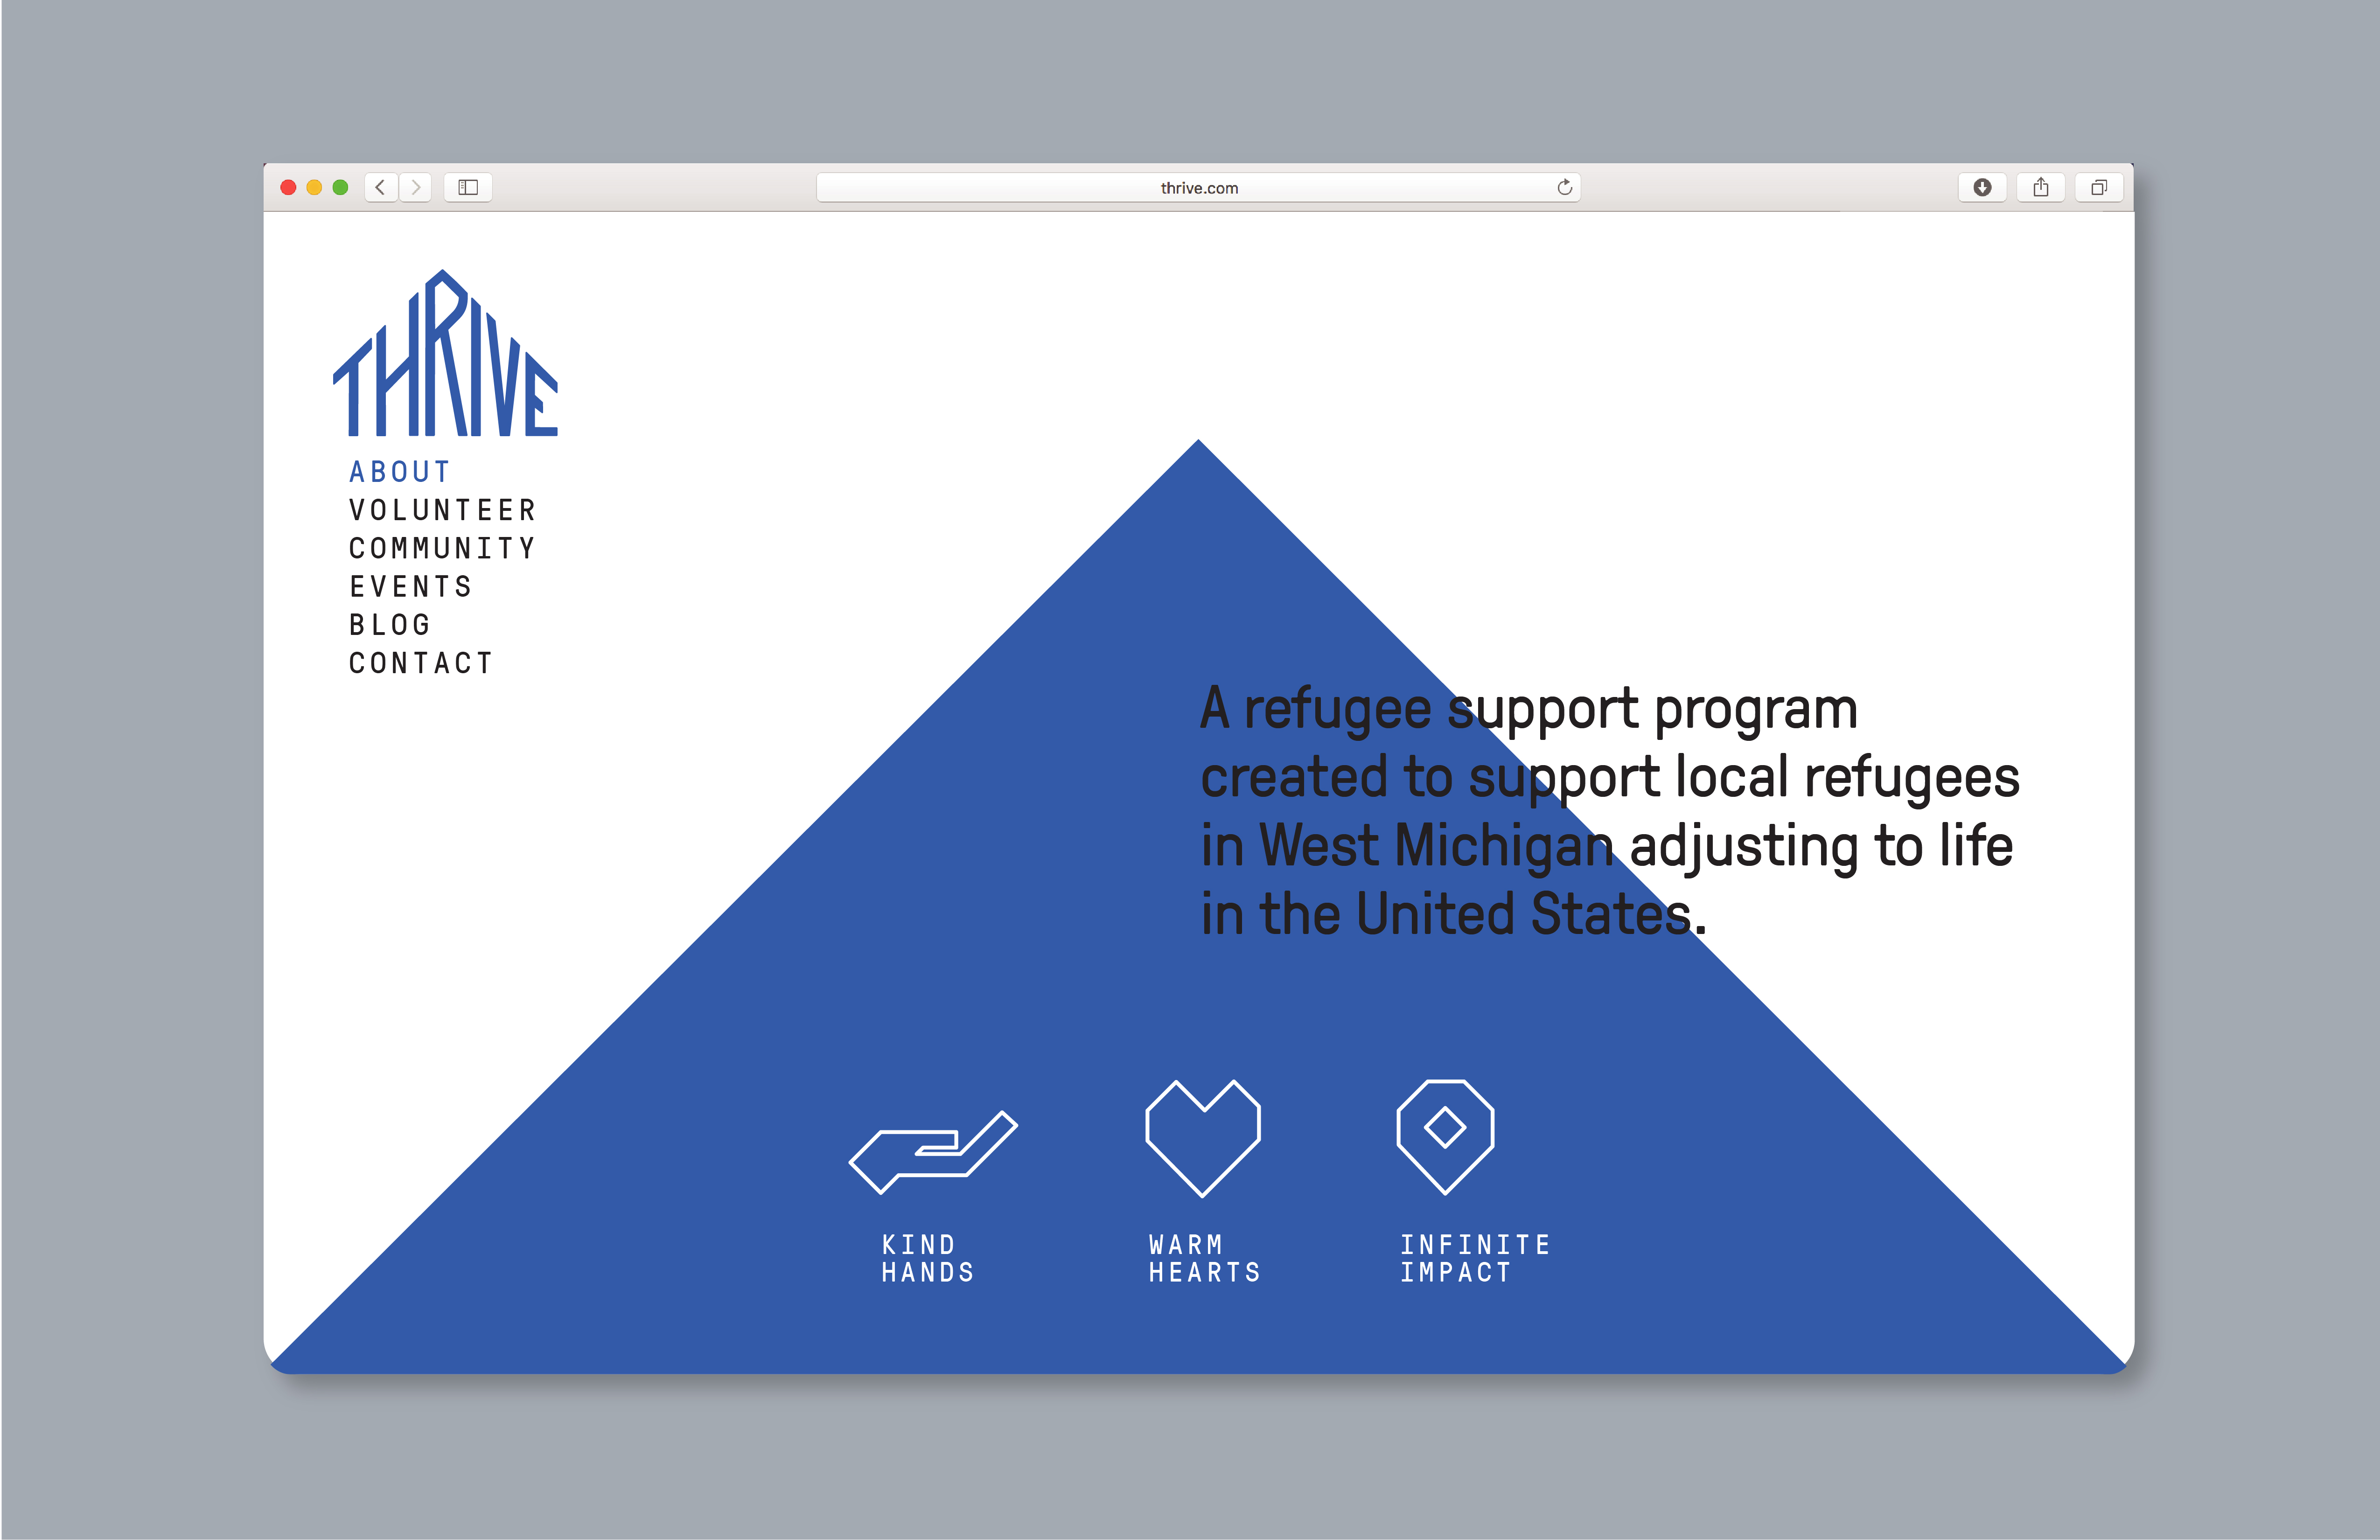 thrive.com
THRIVE
ABOUT
VOLUNTEER
COMMUNITY
EVENTS
BLOG
CONTACT
A refugee support program
created to support local refugees
in West Michigan adjusting to life
in the United States.
KIND
HANDS
WARM
HEARTS
INFINITE
IMPACT